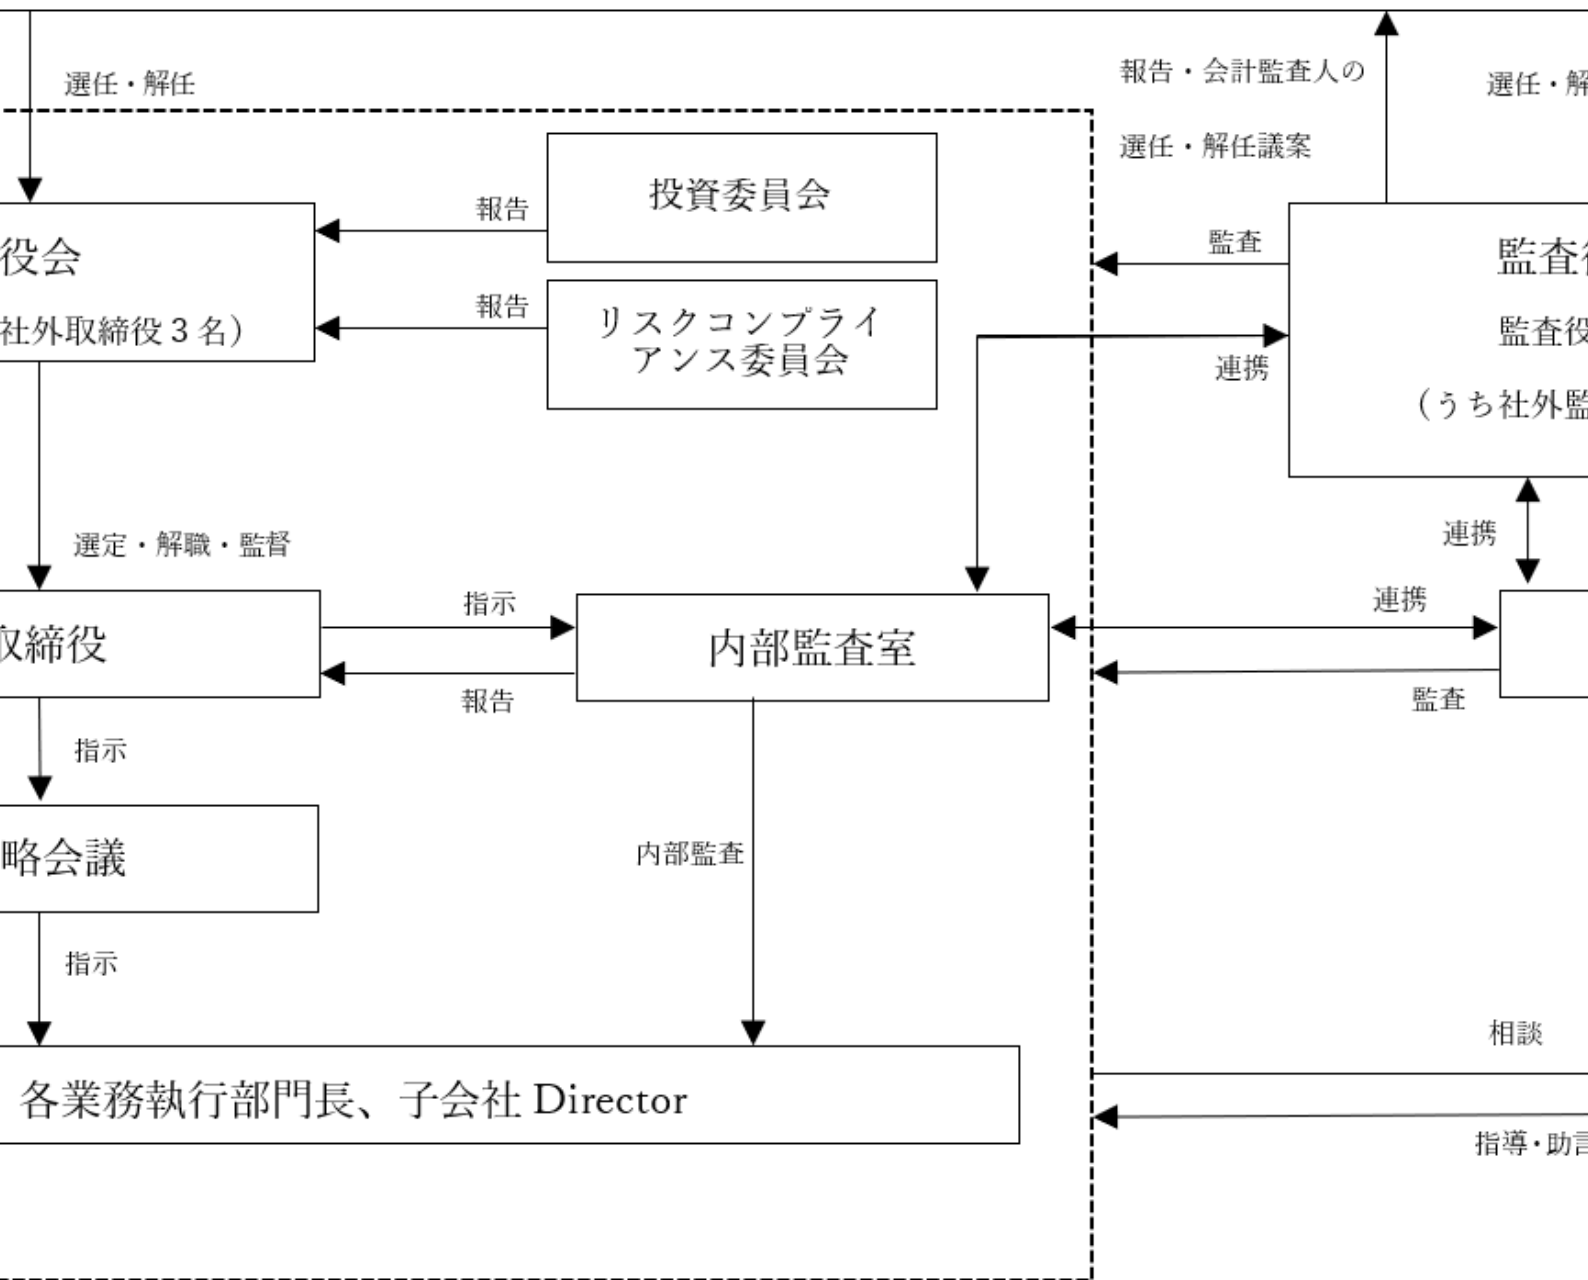 選任・解任
報告・会計監査人の
選任・解任議案
選任・解
投資委員会
報告
役会
社外取締役 3 名）
監査
監査役
報告
リスクコンプライ
アンス委員会
連携
監査役
（うち社外監
選定・解職・監督
連携
取締役
指示
報告
内部監査室
連携
監査
指示
略会議
内部監査
指示
相談
各業務執行部門長、子会社 Director
指導・助言